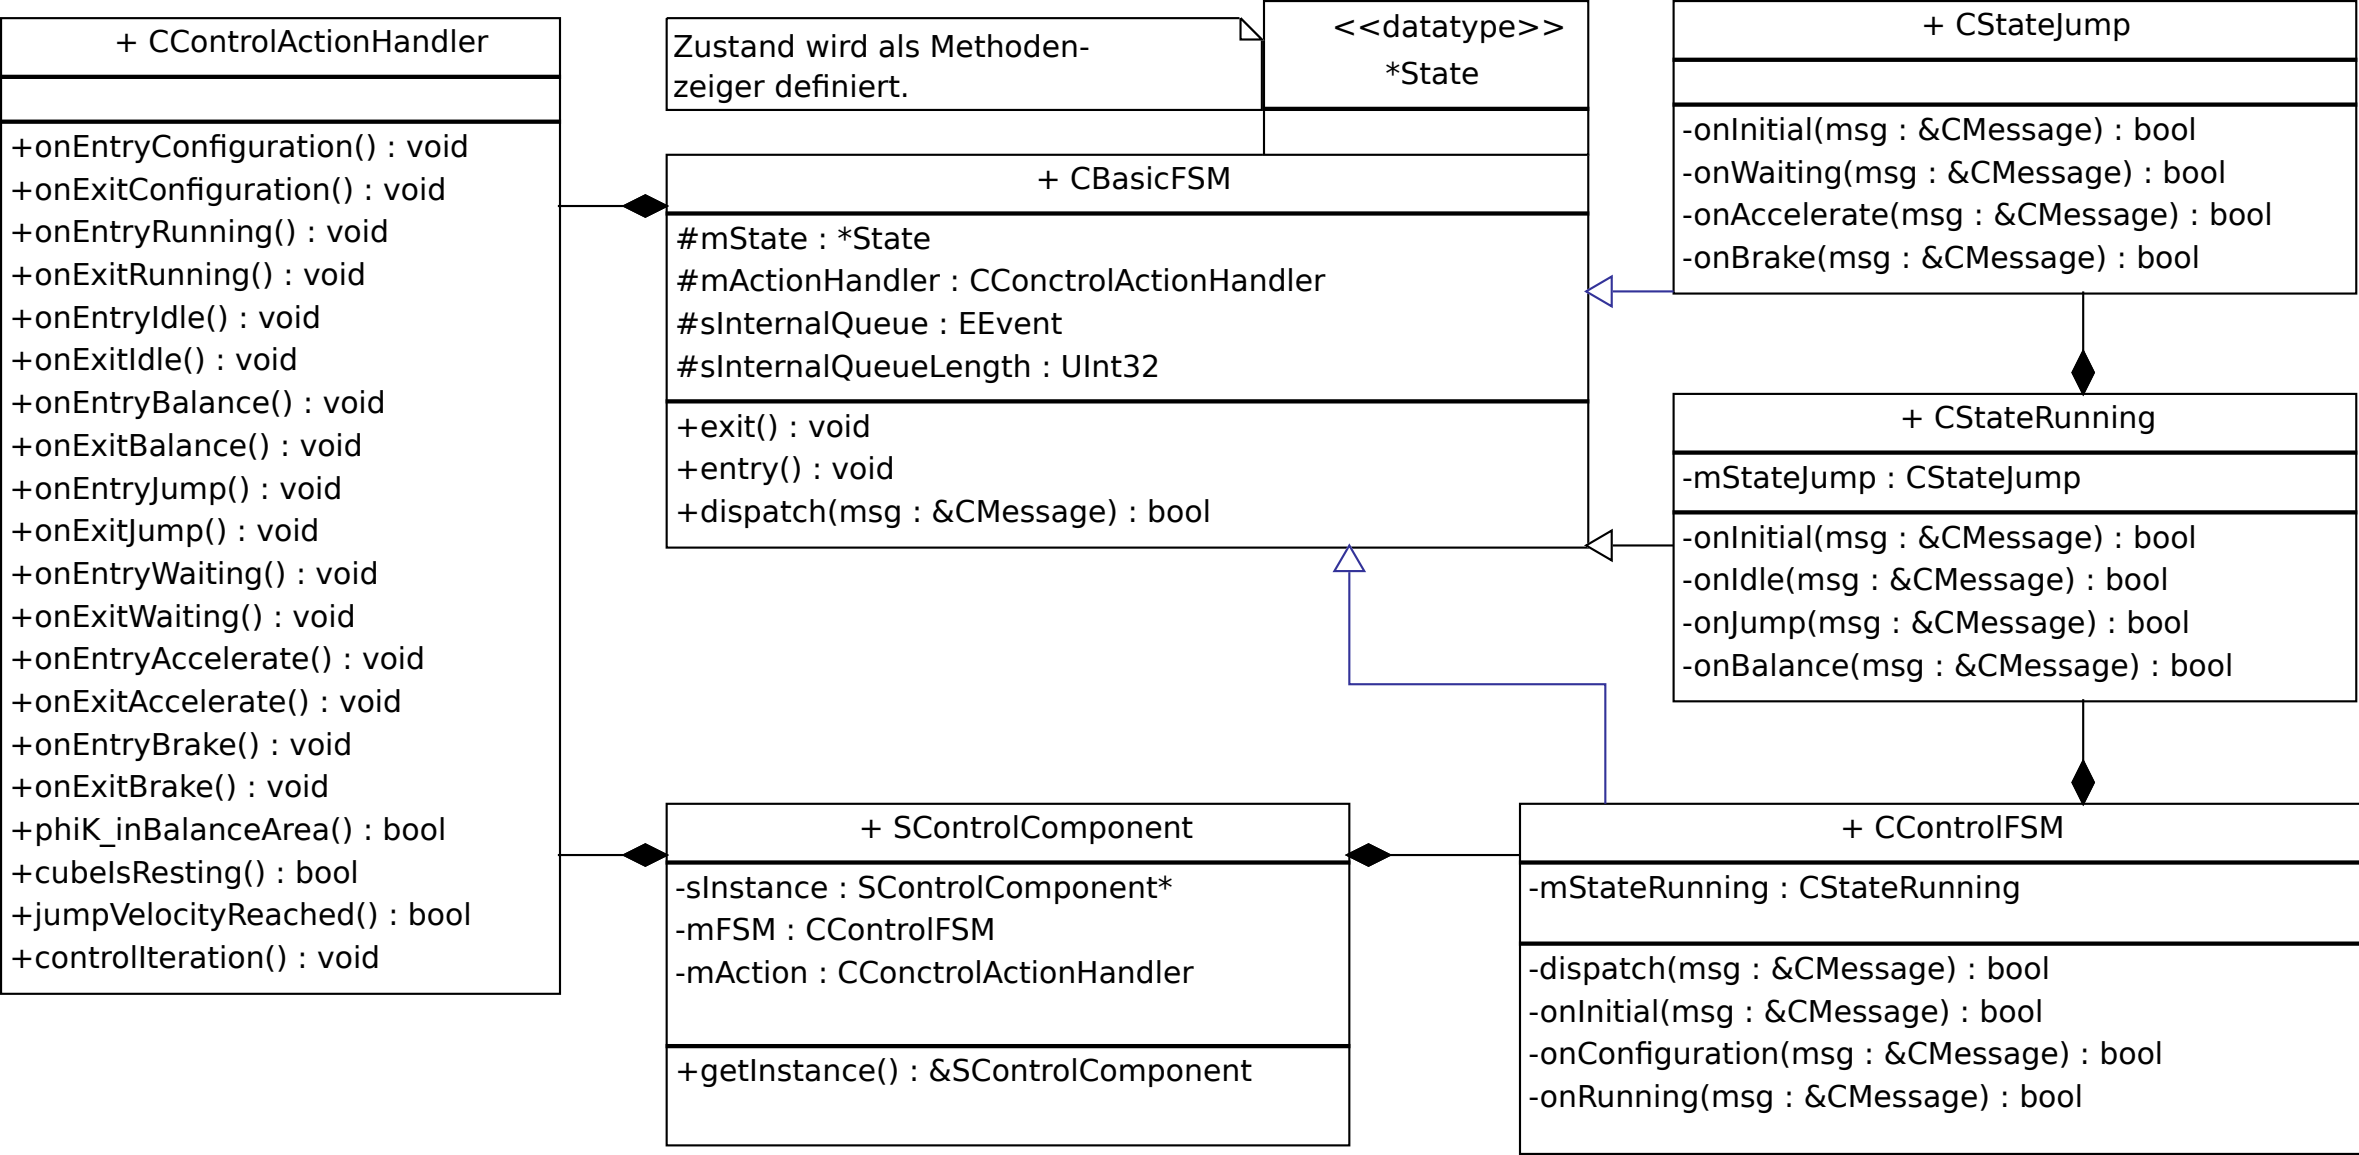 + CControlActionHandler
+onEntryConfiguration() : void
+onExitConfiguration() : void
+onEntryRunning() : void
+onExitRunning() : void
+onEntryIdle() : void
+onExitIdle() : void
+onEntryBalance() : void
+onExitBalance() : void
+onEntryJump() : void
+onExitJump() : void
+onEntryWaiting() : void
+onExitWaiting() : void
+onEntryAccelerate() : void
+onExitAccelerate() : void
+onEntryBrake() : void
+onExitBrake() : void
+phiK_inBalanceArea() : bool
+cubeIsResting() : bool
+jumpVelocityReached() : bool
+controlIteration() : void
Zustand wird als Methoden-
zeiger definiert.
<<datatype>>
*State
+ CBasicFSM
#mState : *State
#mActionHandler : CConctrolActionHandler
#sInternalQueue : EEvent
#sInternalQueueLength : UInt32
+exit() : void
+entry() : void
+dispatch(msg : &CMessage) : bool
+ CStateJump
-onInitial(msg : &CMessage) : bool
-onWaiting(msg : &CMessage) : bool
-onAccelerate(msg : &CMessage) : bool
-onBrake(msg : &CMessage) : bool
+ CStateRunning
-mStateJump : CStateJump
-onInitial(msg : &CMessage) : bool
-onIdle(msg : &CMessage) : bool
-onJump(msg : &CMessage) : bool
-onBalance(msg : &CMessage) : bool
+ SControlComponent
-sInstance : SControlComponent*
-mFSM : CControlFSM
-mAction : CConctrolActionHandler
+getInstance() : &SControlComponent
+ CControlFSM
-mStateRunning : CStateRunning
-dispatch(msg : &CMessage) : bool
-onInitial(msg : &CMessage) : bool
-onConfiguration(msg : &CMessage) : bool
-onRunning(msg : &CMessage) : bool